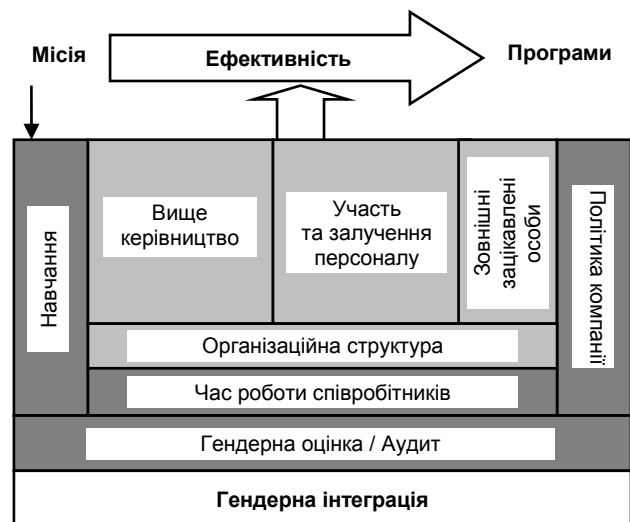 Місія
Ефективність
Програми
Навчання
Вище
керівництво
Участь
та залучення
персоналу
Зовнішні
зацікавлені
особи
Політика компанії
Організаційна структура
Час роботи співробітників
Гендерна оцінка / Аудит
Гендерна інтеграція